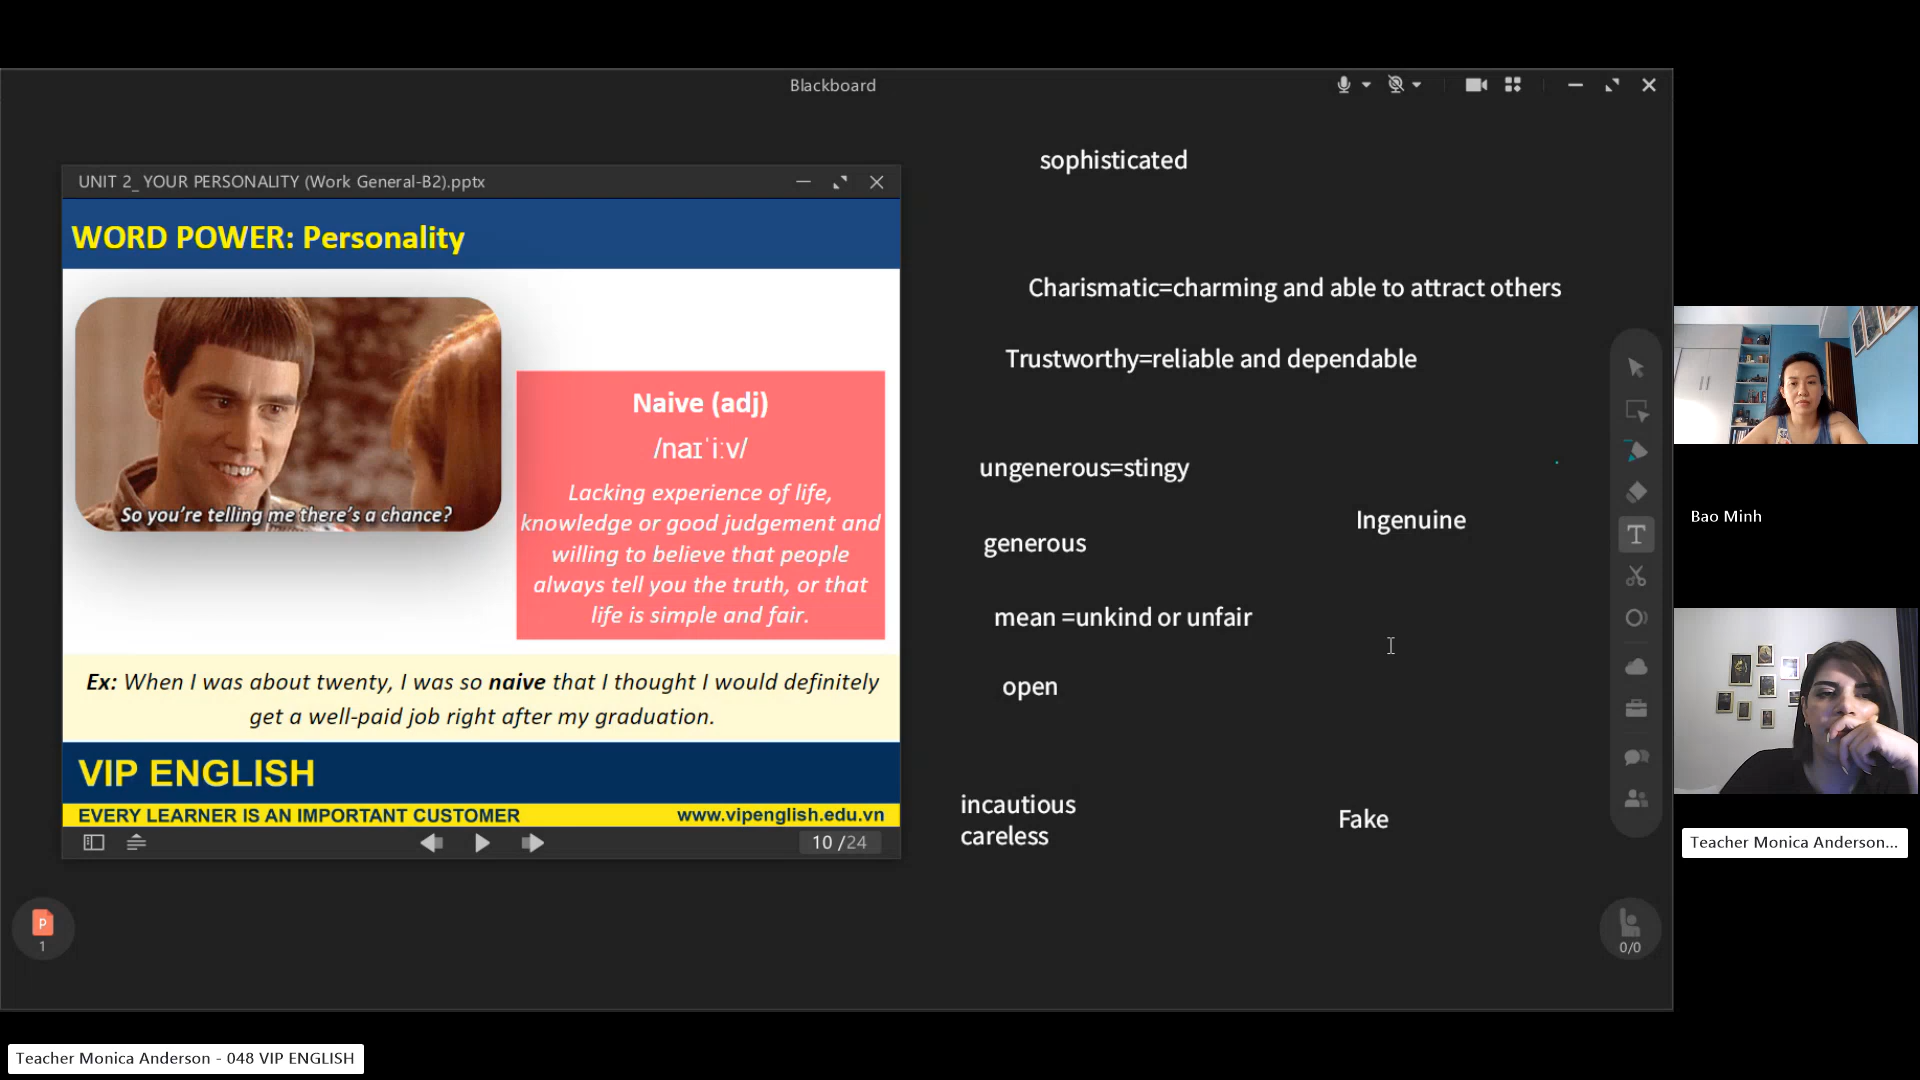 Blackboard
UNIT 2_ YOUR PERSONALITY (Work General-B2).pptx
WORD POWER: Personality
So you're telling me there's a chance?
Naive (adj)
/naɪˈiːv/
Lacking experience of life,
knowledge or good judgement and
willing to believe that people
always tell you the truth, or that
life is simple and fair.
Ex: When I was about twenty, I was so naive that I thought I would definitely
get a well-paid job right after my graduation.
VIP ENGLISH
EVERY LEARNER IS AN IMPORTANT CUSTOMER
www.vipenglish.edu.vn
10 /24
sophisticated
Charismatic=charming and able to attract others
Trustworthy=reliable and dependable
ungenerous=stingy
Ingenuine
generous
mean =unkind or unfair
open
incautious
careless
Fake
T
P
1
0/0
Bao Minh
Teacher Monica Anderson...
Teacher Monica Anderson - 048 VIP ENGLISH